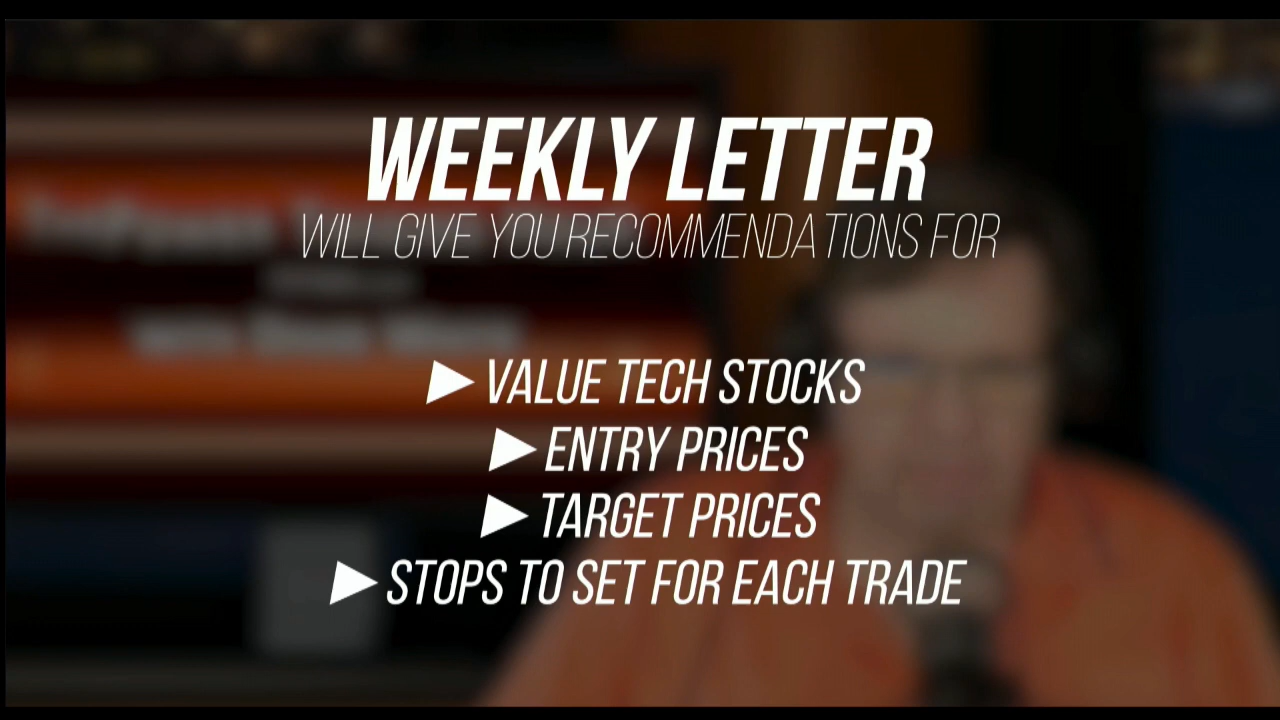 WEEKLY LETTER
WILL GIVE YOU RECOMMENDATIONS FOR
▶ VALUE TECH STOCKS
▶ ENTRY PRICES
▶ TARGET PRICES
▶ STOPS TO SET FOR EACH TRADE